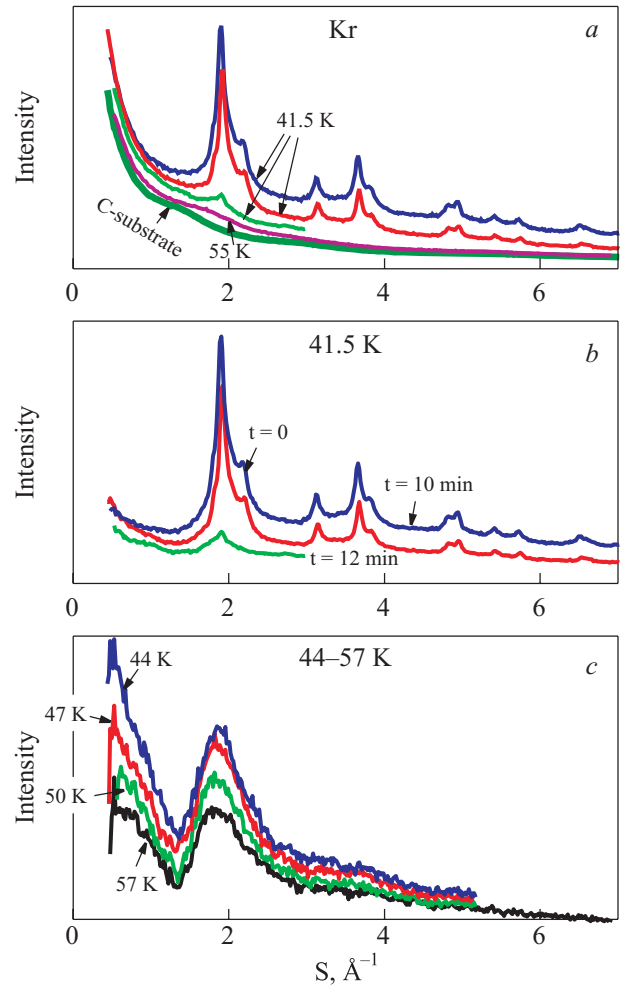 Kr
a
Intensity
41.5 K
C-substrate
55 K
0 2 4 6
41.5 K
b
Intensity
t = 0
t = 10 min
t = 12 min
0 2 4 6
44–57 K
c
Intensity
44 K
47 K
50 K
57 K
0 2 4 6
S, Å⁻¹